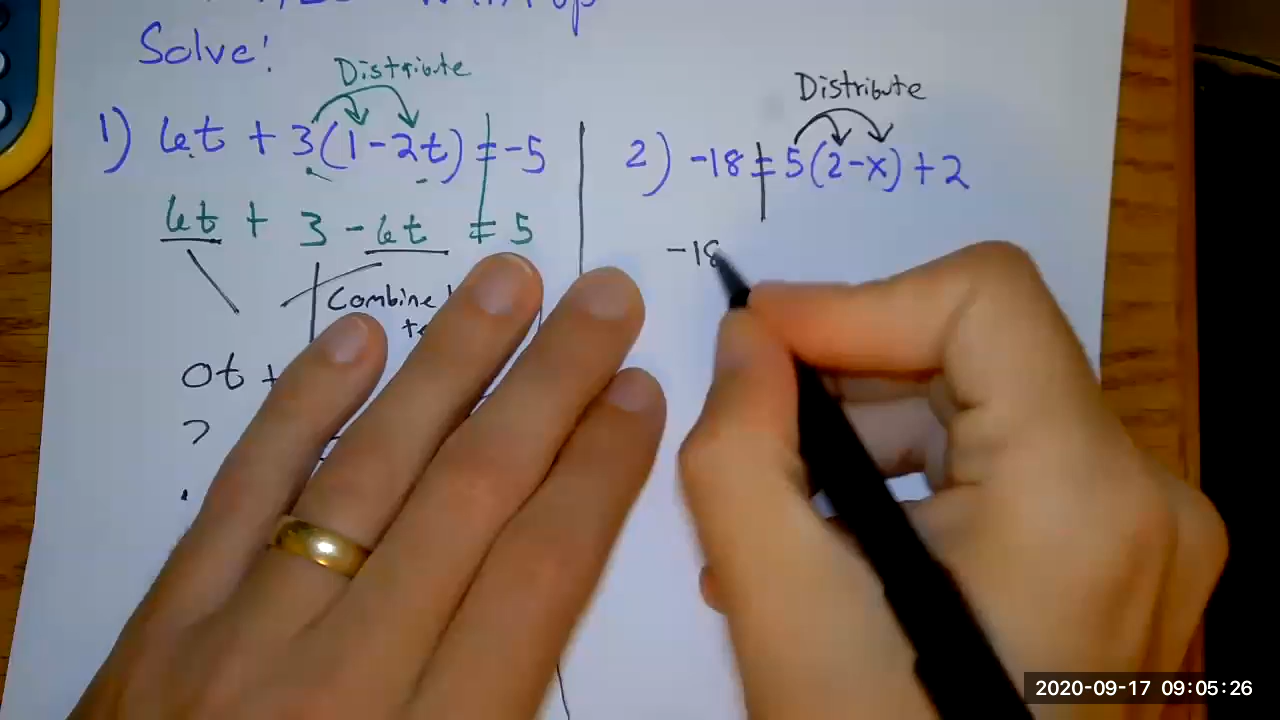 Solve!
Distribute
1) 6t + 3(1-2t) = -5
6t + 3 - 6t = 5
Combine
0t +
?
Distribute
2) -18 = 5(2-x) + 2
-18
2020-09-17 09:05:26